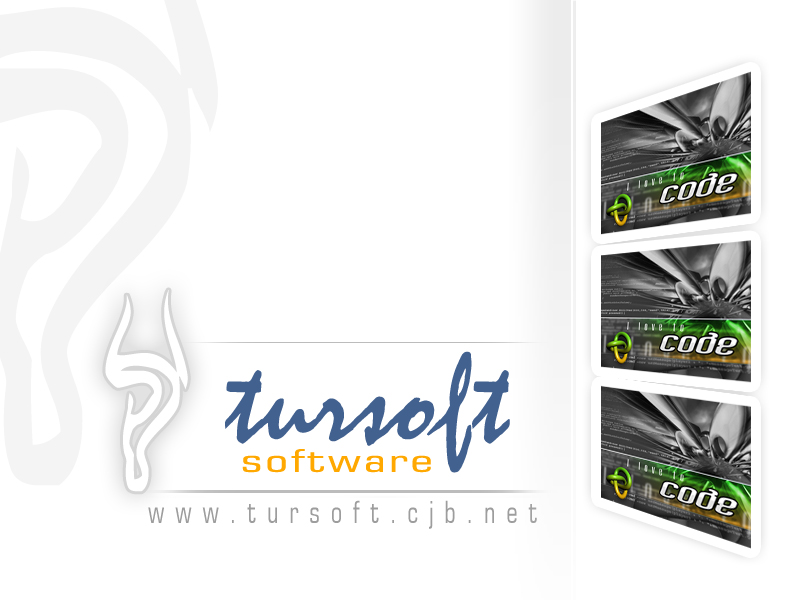 tursoft
software
www.tursoft.cjb.net
I love to
code
I love to
code
I love to
code